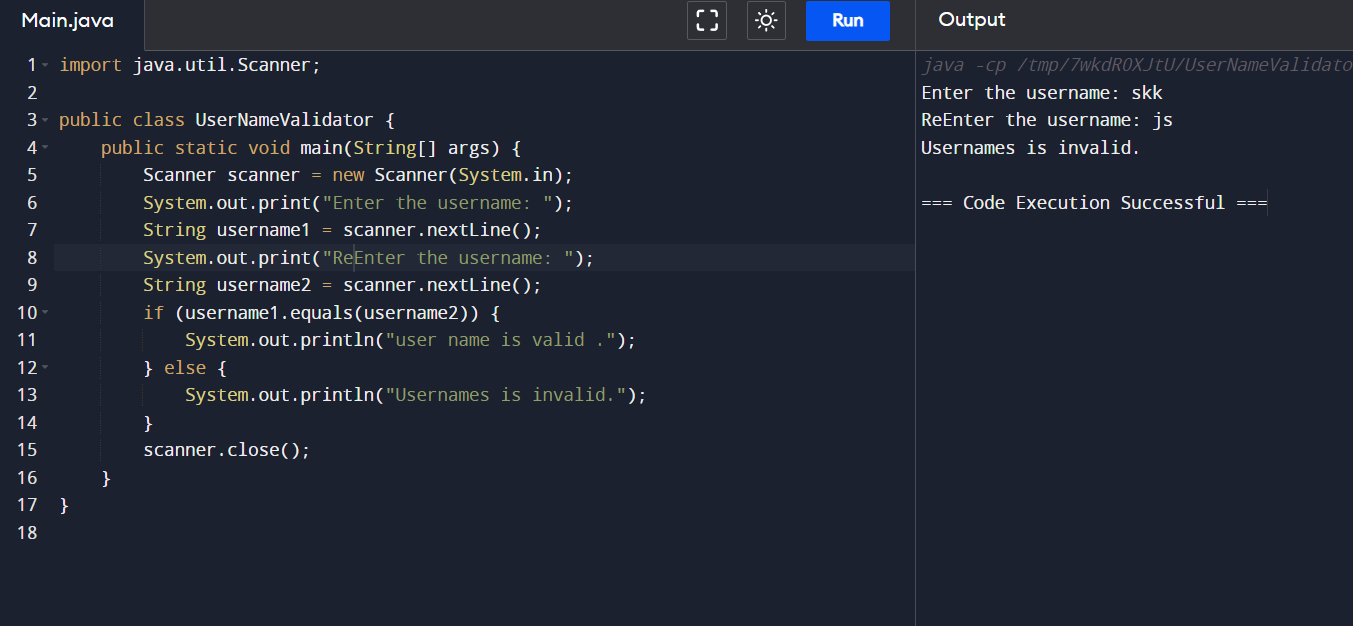 Main.java
Run
Output
1 import java.util.Scanner;
2
3 public class UserNameValidator {
4 public static void main(String[] args) {
5 Scanner scanner = new Scanner(System.in);
6 System.out.print("Enter the username: ");
7 String username1 = scanner.nextLine();
8 System.out.print("ReEnter the username: ");
9 String username2 = scanner.nextLine();
10 if (username1.equals(username2)) {
11 System.out.println("user name is valid .");
12 } else {
13 System.out.println("Usernames is invalid.");
14 }
15 scanner.close();
16 }
17 }
18
java -cp /tmp/7wkdR0XJtU/UserNameValidato
Enter the username: skk
ReEnter the username: js
Usernames is invalid.
=== Code Execution Successful ===